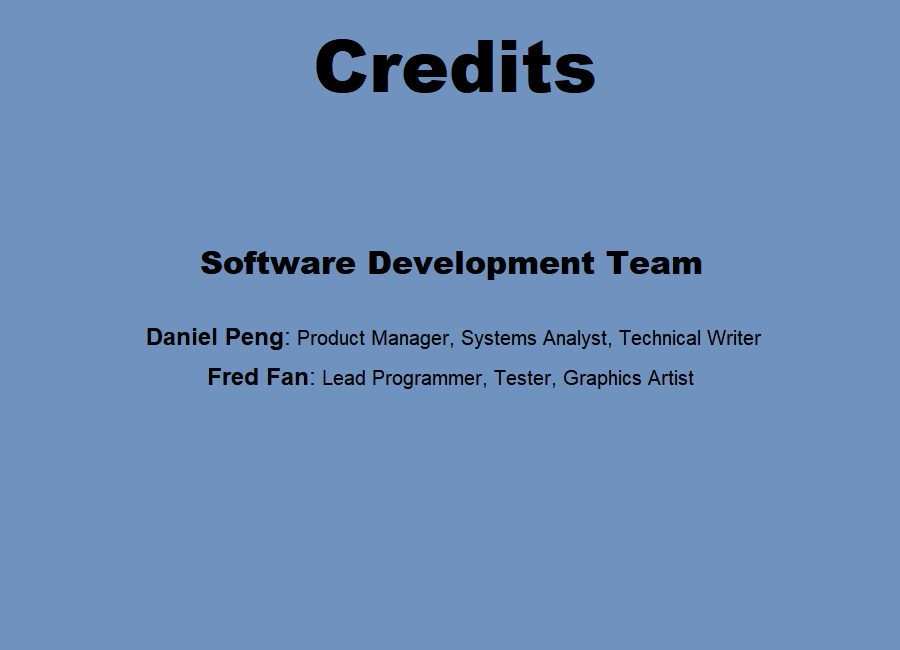 Credits
Software Development Team
Daniel Peng: Product Manager, Systems Analyst, Technical Writer
Fred Fan: Lead Programmer, Tester, Graphics Artist